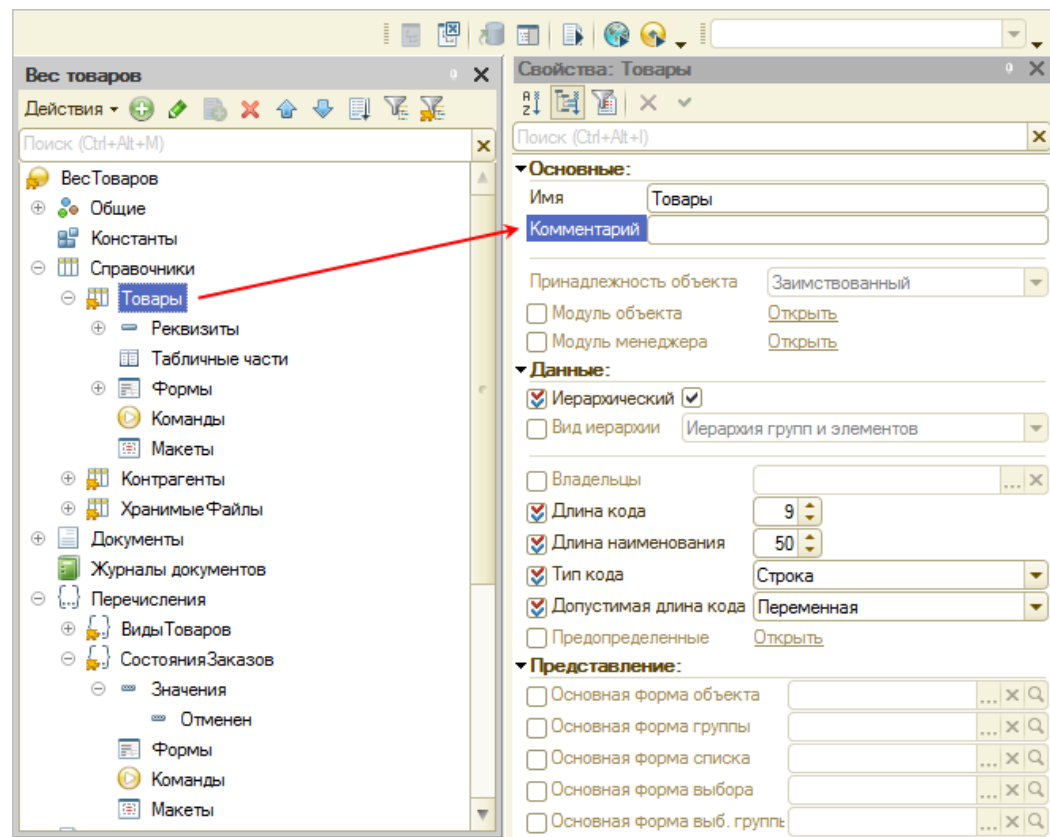 Вес товаров
Действия
Поиск (Ctrl+Alt+M)
ВесТоваров
Общие
Константы
Справочники
Товары
Реквизиты
Табличные части
Формы
Команды
Макеты
Контрагенты
ХранимыеФайлы
Документы
Журналы документов
Перечисления
ВидыТоваров
СостоянияЗаказов
Значения
Отменен
Формы
Команды
Макеты
Свойства: Товары
Поиск (Ctrl+Alt+I)
Основные:
Имя Товары
Комментарий
Принадлежность объекта Заимствованный
Модуль объекта Открыть
Модуль менеджера Открыть
Данные:
Иерархический
Вид иерархии Иерархия групп и элементов
Владельцы ...
Длина кода 9
Длина наименования 50
Тип кода Строка
Допустимая длина кода Переменная
Предопределенные Открыть
Представление:
Основная форма объекта ...
Основная форма группы ...
Основная форма списка ...
Основная форма выбора ...
Основная форма выб. группы ...